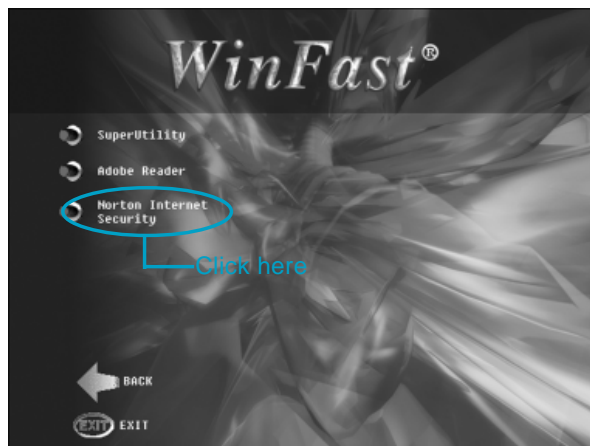 WinFast®
SuperUtility
Adobe Reader
Norton Internet
Security
Click here
BACK
EXIT EXIT